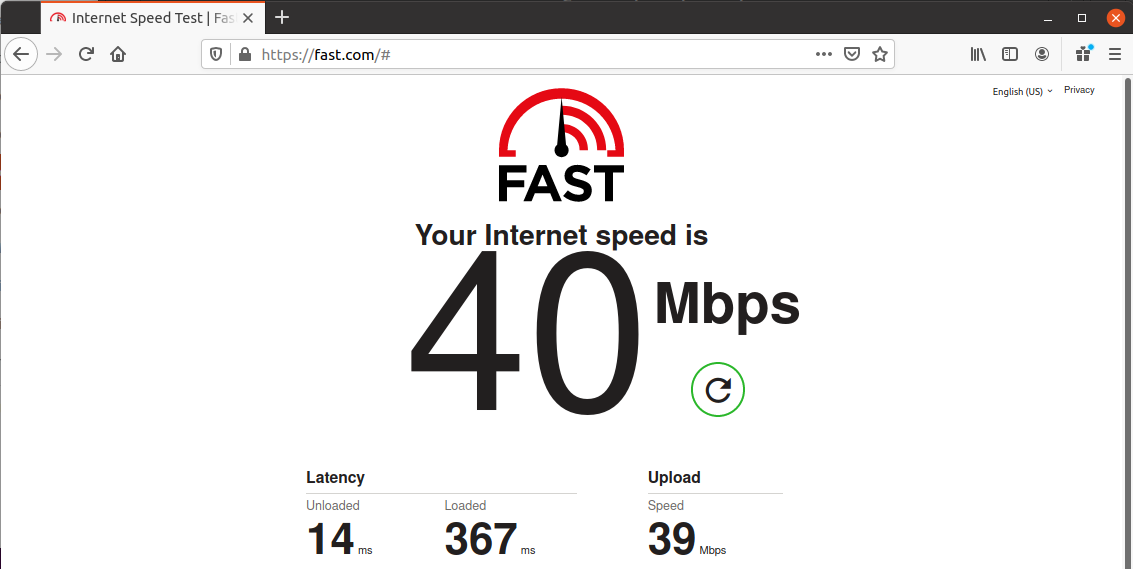 Internet Speed Test | Fas
https://fast.com/#
English (US) Privacy
FAST
Your Internet speed is
40 Mbps
Latency Upload
Unloaded Loaded Speed
14 ms 367 ms 39 Mbps